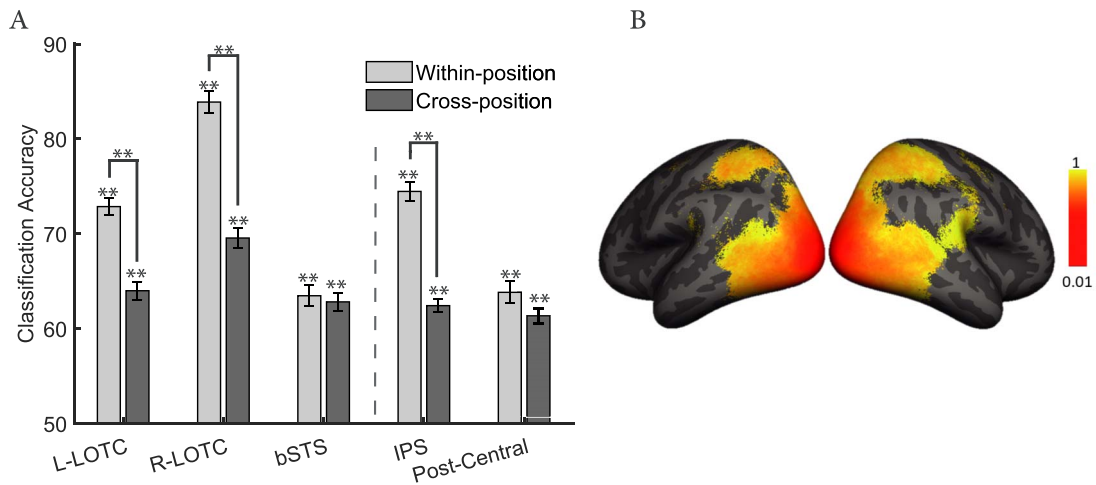 A
B
90
80
70
60
50
Classification Accuracy
Within-position
Cross-position
**
**
**
**
**
**
**
**
**
**
**
**
**
L-LOTC
R-LOTC
bSTS
IPS
Post-Central
1
0.01